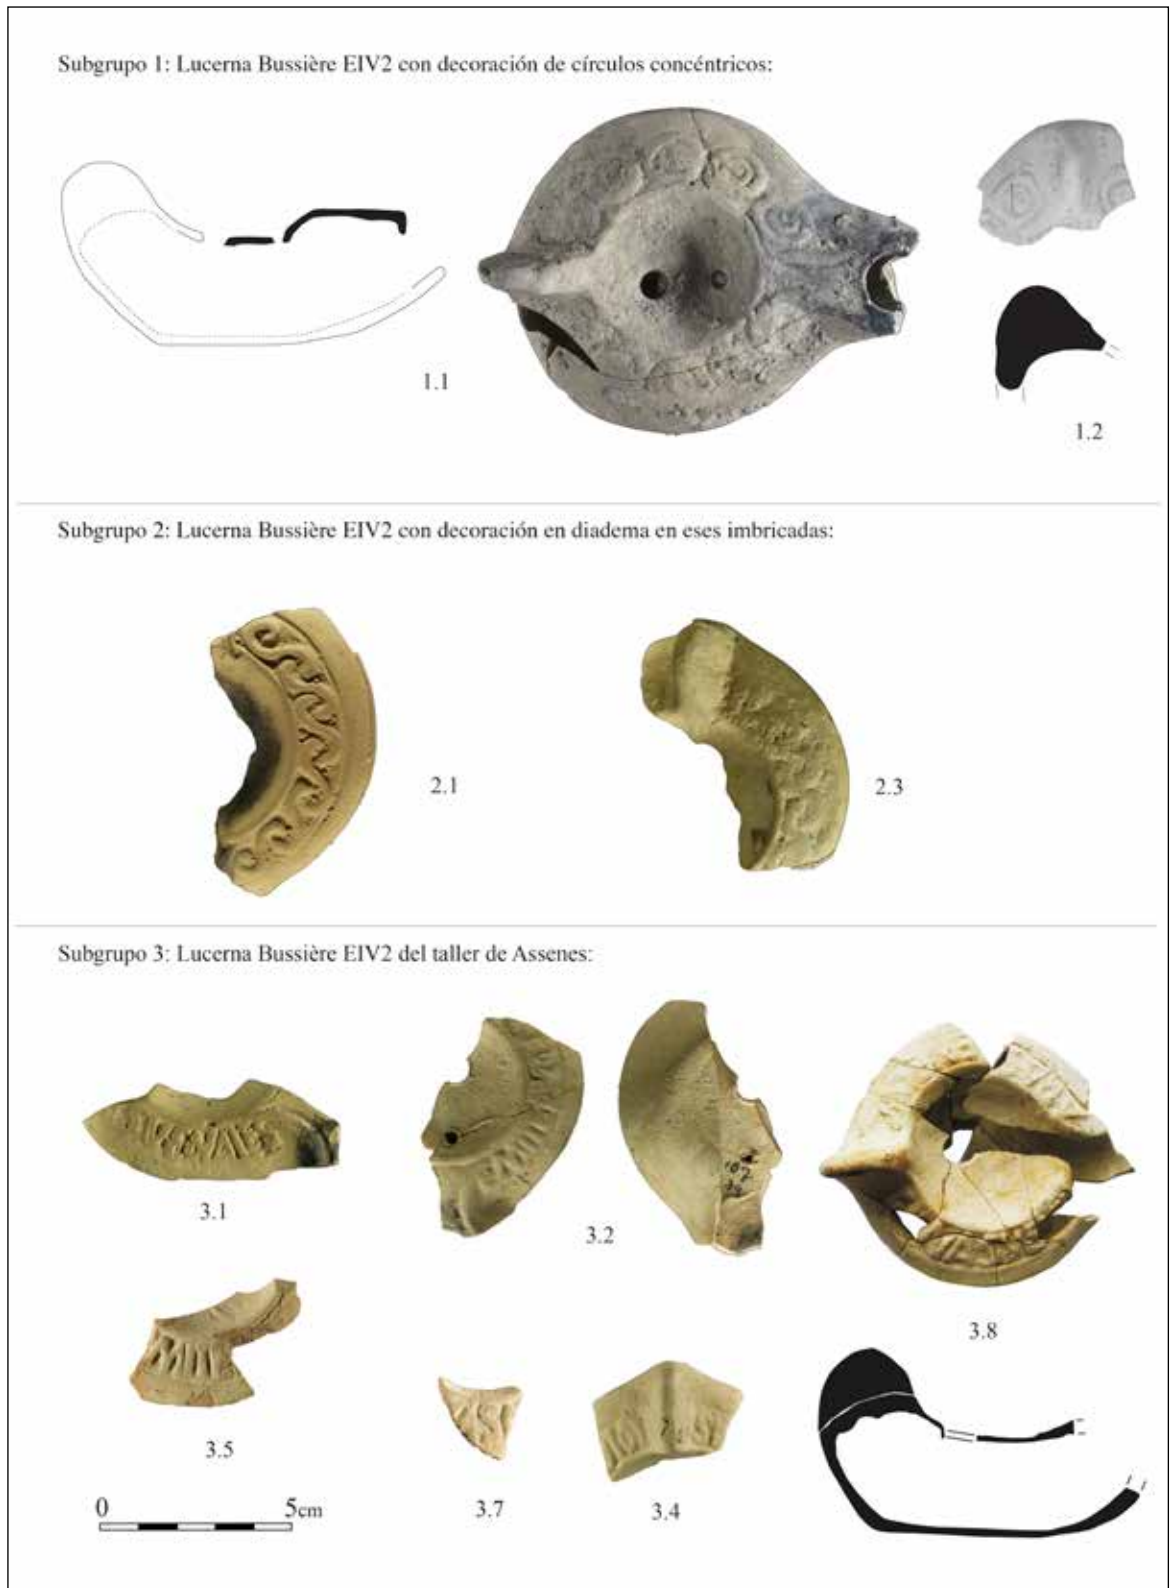 Subgrupo 1: Lucerna Bussière EIV2 con decoración de círculos concéntricos:
1.1
1.2
Subgrupo 2: Lucerna Bussière EIV2 con decoración en diadema en eses imbricadas:
2.1
2.3
Subgrupo 3: Lucerna Bussière EIV2 del taller de Assenes:
3.1
3.2
3.8
3.5
3.7
3.4
0 5cm